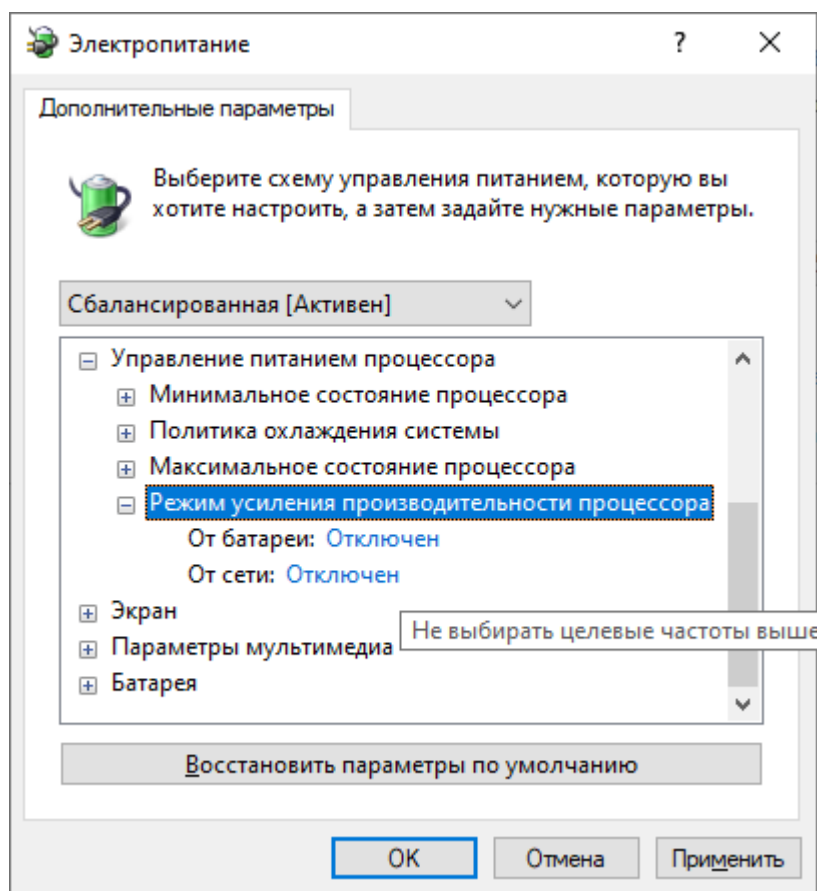 Электропитание
?
Дополнительные параметры
Выберите схему управления питанием, которую вы
хотите настроить, а затем задайте нужные параметры.
Сбалансированная [Активен]
Управление питанием процессора
Минимальное состояние процессора
Политика охлаждения системы
Максимальное состояние процессора
Режим усиления производительности процессора
От батареи: Отключен
От сети: Отключен
Экран
Не выбирать целевые частоты выше
Параметры мультимедиа
Батарея
Восстановить параметры по умолчанию
OK
Отмена
Применить